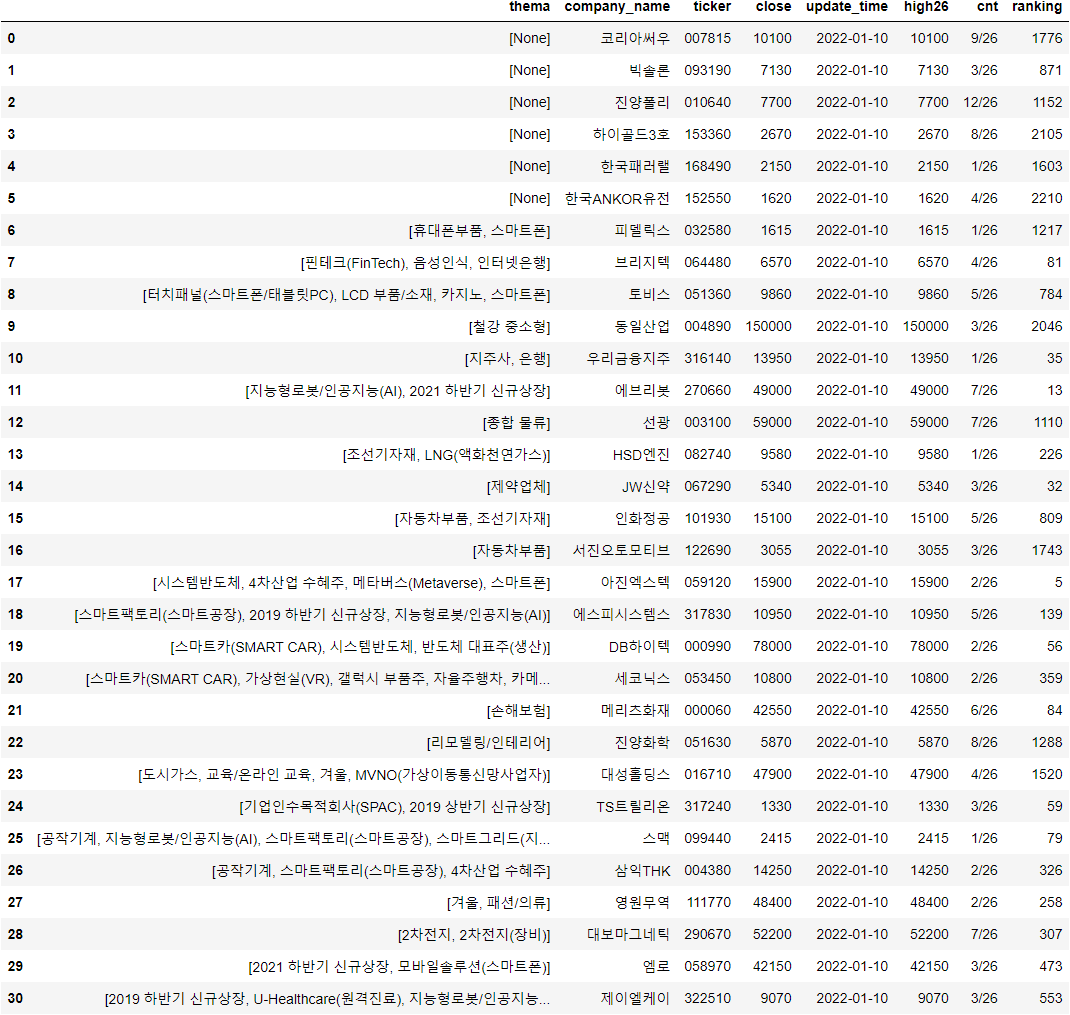 thema company_name ticker close update_time high26 cnt ranking
0 [None] 코리아써우 007815 10100 2022-01-10 10100 9/26 1776
1 [None] 빅솔론 093190 7130 2022-01-10 7130 3/26 871
2 [None] 진양폴리 010640 7700 2022-01-10 7700 12/26 1152
3 [None] 하이골드3호 153360 2670 2022-01-10 2670 8/26 2105
4 [None] 한국패러랠 168490 2150 2022-01-10 2150 1/26 1603
5 [None] 한국ANKOR유전 152550 1620 2022-01-10 1620 4/26 2210
6 [휴대폰부품, 스마트폰] 피델릭스 032580 1615 2022-01-10 1615 1/26 1217
7 [핀테크(FinTech), 음성인식, 인터넷은행] 브리지텍 064480 6570 2022-01-10 6570 4/26 81
8 [터치패널(스마트폰/태블릿PC), LCD 부품/소재, 카지노, 스마트폰] 토비스 051360 9860 2022-01-10 9860 5/26 784
9 [철강 중소형] 동일산업 004890 150000 2022-01-10 150000 3/26 2046
10 [지주사, 은행] 우리금융지주 316140 13950 2022-01-10 13950 1/26 35
11 [지능형로봇/인공지능(AI), 2021 하반기 신규상장] 에브리봇 270660 49000 2022-01-10 49000 7/26 13
12 [종합 물류] 선광 003100 59000 2022-01-10 59000 7/26 1110
13 [조선기자재, LNG(액화천연가스)] HSD엔진 082740 9580 2022-01-10 9580 1/26 226
14 [제약업체] JW신약 067290 5340 2022-01-10 5340 3/26 32
15 [자동차부품, 조선기자재] 인화정공 101930 15100 2022-01-10 15100 5/26 809
16 [자동차부품] 서진오토모티브 122690 3055 2022-01-10 3055 3/26 1743
17 [시스템반도체, 4차산업 수혜주, 메타버스(Metaverse), 스마트폰] 아진엑스텍 059120 15900 2022-01-10 15900 2/26 5
18 [스마트팩토리(스마트공장), 2019 하반기 신규상장, 지능형로봇/인공지능(AI)] 에스피시스템스 317830 10950 2022-01-10 10950 5/26 139
19 [스마트카(SMART CAR), 시스템반도체, 반도체 대표주(생산)] DB하이텍 000990 78000 2022-01-10 78000 2/26 56
20 [스마트카(SMART CAR), 가상현실(VR), 갤럭시 부품주, 자율주행차, 카메... 세코닉스 053450 10800 2022-01-10 10800 2/26 359
21 [손해보험] 메리츠화재 000060 42550 2022-01-10 42550 6/26 84
22 [리모델링/인테리어] 진양화학 051630 5870 2022-01-10 5870 8/26 1288
23 [도시가스, 교육/온라인 교육, 겨울, MVNO(가상이동통신망사업자)] 대성홀딩스 016710 47900 2022-01-10 47900 4/26 1520
24 [기업인수목적회사(SPAC), 2019 상반기 신규상장] TS트릴리온 317240 1330 2022-01-10 1330 3/26 59
25 [공작기계, 지능형로봇/인공지능(AI), 스마트팩토리(스마트공장), 스마트그리드(지... 스맥 099440 2415 2022-01-10 2415 1/26 79
26 [공작기계, 스마트팩토리(스마트공장), 4차산업 수혜주] 삼익THK 004380 14250 2022-01-10 14250 2/26 326
27 [겨울, 패션/의류] 영원무역 111770 48400 2022-01-10 48400 2/26 258
28 [2차전지, 2차전지(장비)] 대보마그네틱 290670 52200 2022-01-10 52200 7/26 307
29 [2021 하반기 신규상장, 모바일솔루션(스마트폰)] 엠로 058970 42150 2022-01-10 42150 3/26 473
30 [2019 하반기 신규상장, U-Healthcare(원격진료), 지능형로봇/인공지능... 제이엘케이 322510 9070 2022-01-10 9070 3/26 553